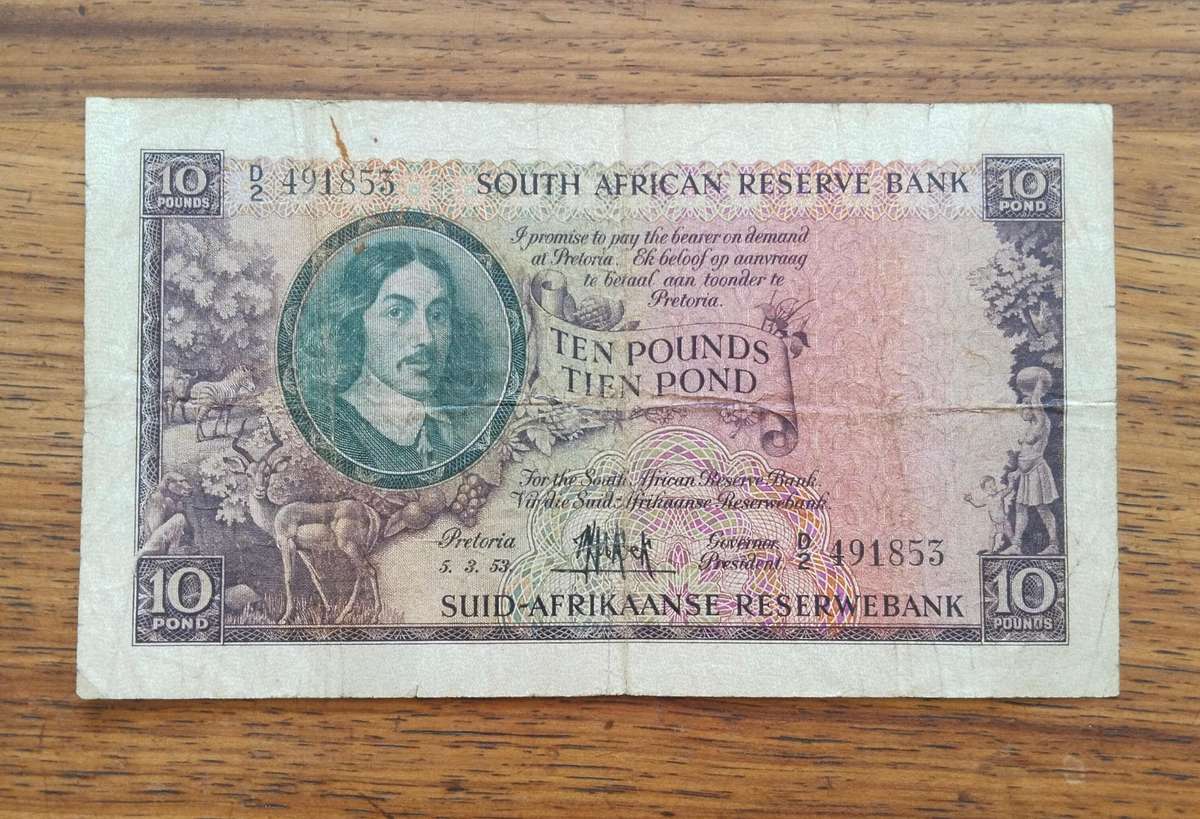 10 POUNDS
D/2 491853
SOUTH AFRICAN RESERVE BANK
10 POND
I promise to pay the bearer on demand
at Pretoria. Ek beloof op aanvraag
te betaal aan toonder te
Pretoria.
TEN POUNDS
TIEN POND
For the South African Reserve Bank.
Vir die Suid-Afrikaanse Reserwebank.
Pretoria
5. 3. 53.
Governor
President.
D/2 491853
10 POND
SUID-AFRIKAANSE RESERWEBANK
10 POUNDS